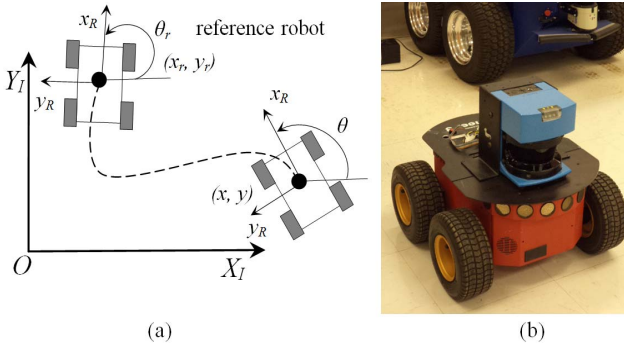 x_R
θ_r
reference robot
(x_r, y_r)
Y_I
y_R
x_R
θ
(x, y)
y_R
O
X_I
(a)
(b)